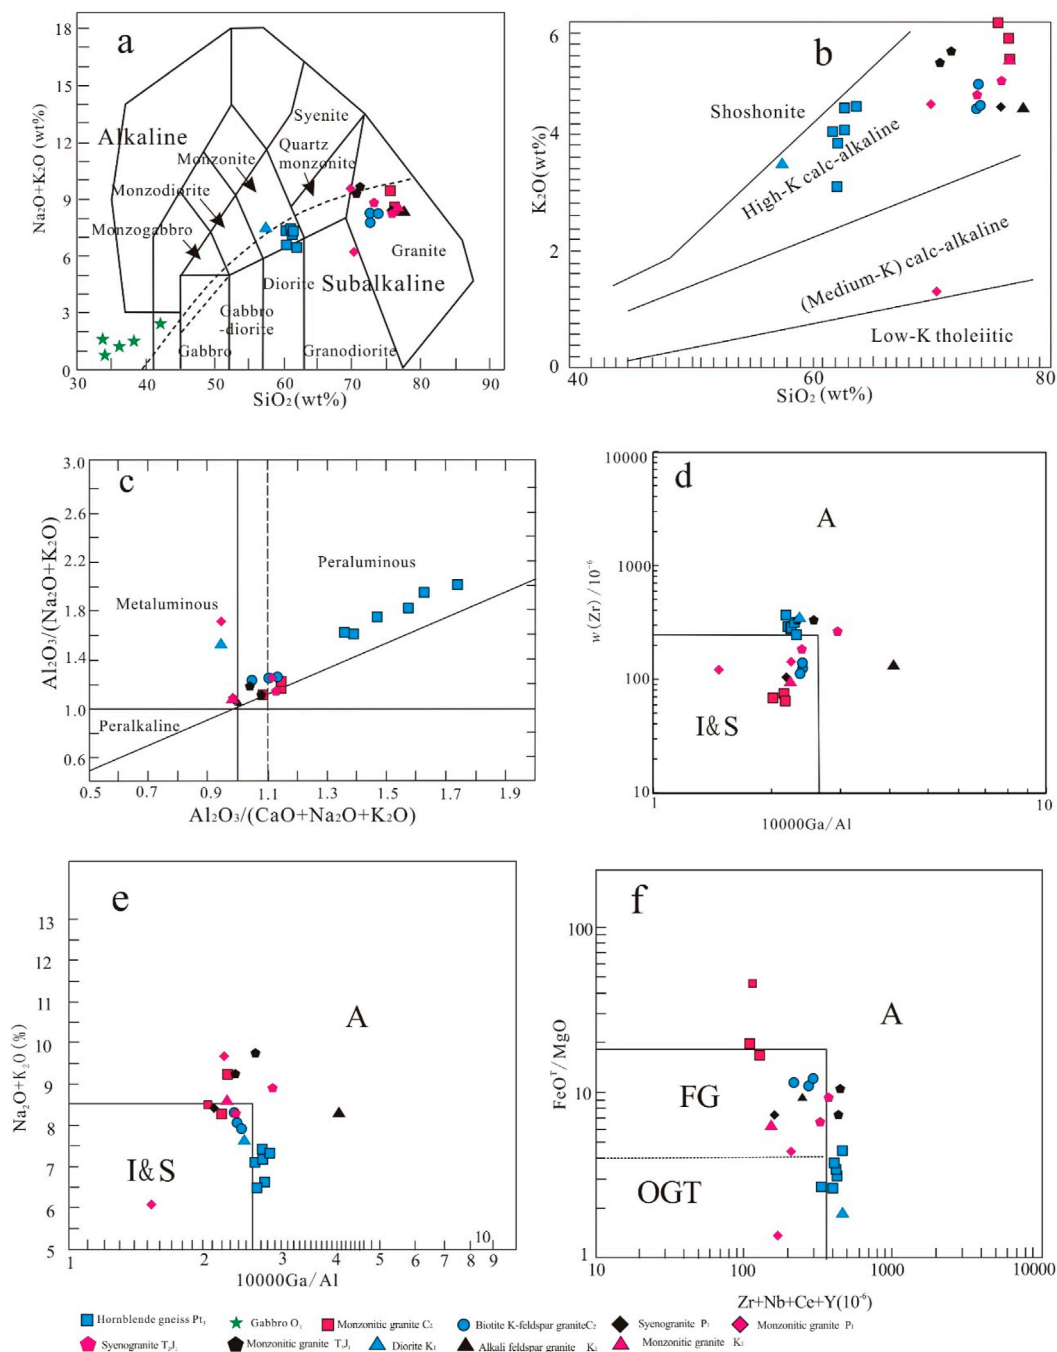 a
Na₂O+K₂O (wt%)
18
15
12
9
6
3
0
Alkaline
Syenite
Quartz
monzonite
Monzonite
Monzodiorite
Monzogabbro
Granite
Subalkaline
Diorite
Gabbro
-diorite
Gabbro
Granodiorite
30 40 50 60 70 80 90
SiO₂(wt%)
b
K₂O(wt%)
6
4
2
0
Shoshonite
High-K calc-alkaline
(Medium-K) calc-alkaline
Low-K tholeiitic
40 60 80
SiO₂(wt%)
c
Al₂O₃/(Na₂O+K₂O)
3.0
2.6
2.2
1.8
1.4
1.0
0.6
Peraluminous
Metaluminous
Peralkaline
0.5 0.7 0.9 1.1 1.3 1.5 1.7 1.9
Al₂O₃/(CaO+Na₂O+K₂O)
d
w(Zr)/10⁻⁶
10000
1000
100
10
A
I&S
1 10
10000Ga/Al
e
Na₂O+K₂O(%)
13
12
11
10
9
8
7
6
5
A
I&S
10
1 2 3 4 5 6 7 8 9
10000Ga/Al
f
FeOᵀ/MgO
100
10
1
A
FG
OGT
10 100 1000 10000
Zr+Nb+Ce+Y(10⁻⁶)
Hornblende gneiss Pt₃ Gabbro O₁ Monzonitic granite C₂ Biotite K-feldspar graniteC₂ Syenogranite P₁ Monzonitic granite P₁
Syenogranite T₃J₁ Monzonitic granite T₃J₁ Diorite K₁ Alkali feldspar granite K₁ Monzonitic granite K₁